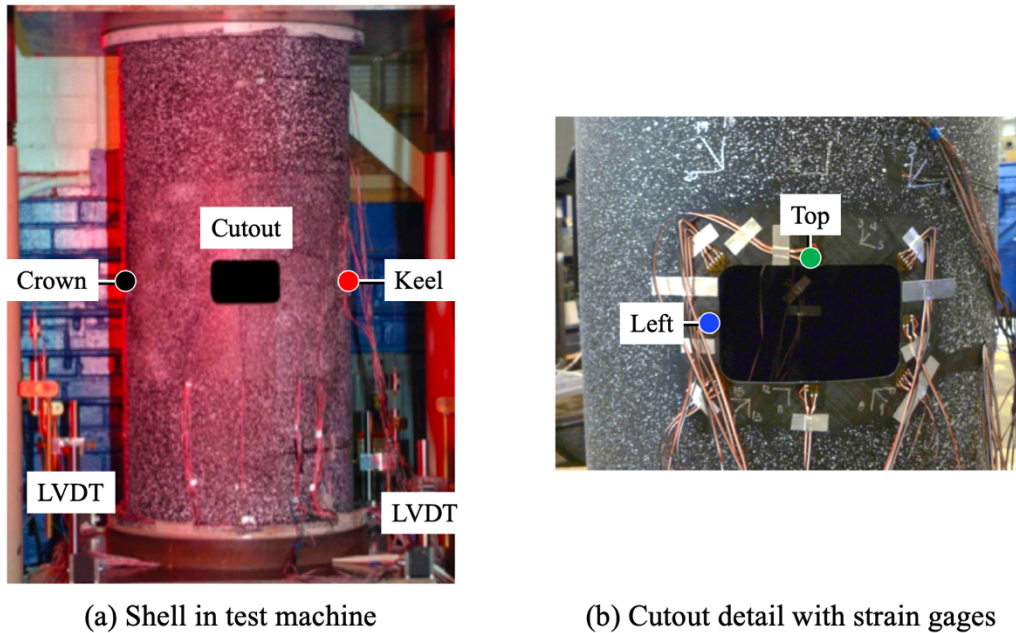 Cutout
Crown
Keel
LVDT
LVDT
Top
Left
(a) Shell in test machine
(b) Cutout detail with strain gages